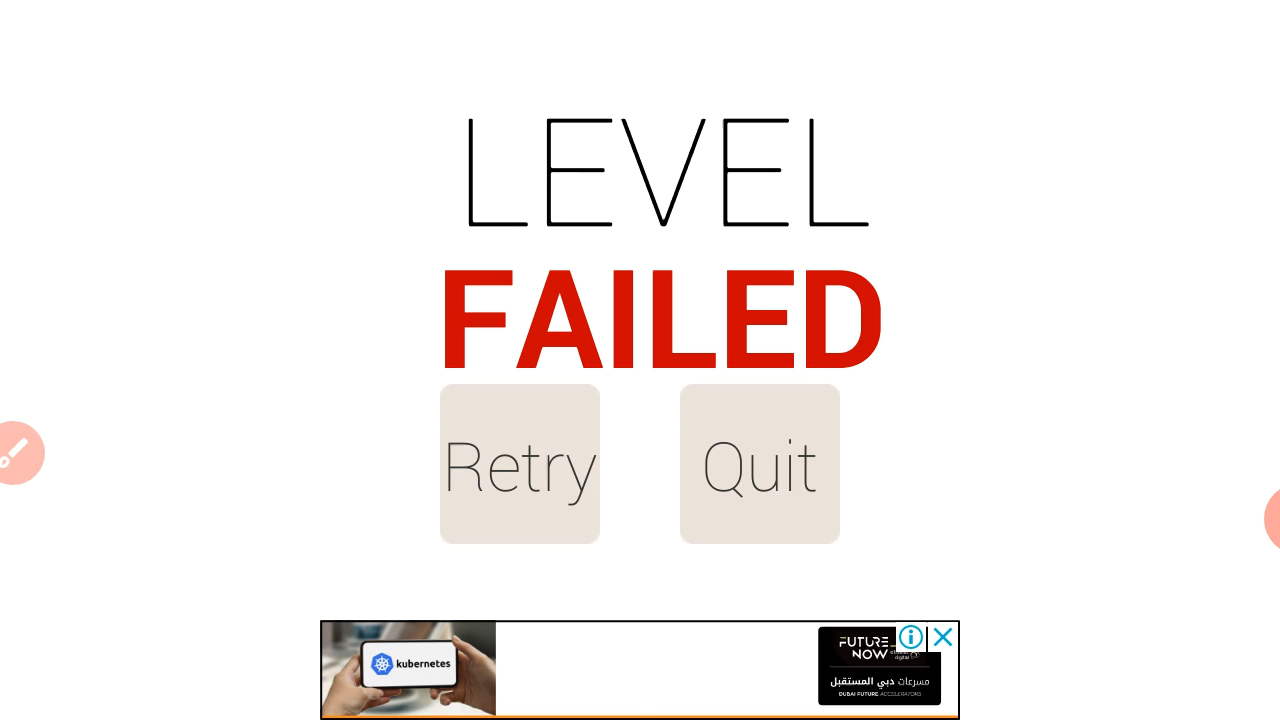 LEVEL
FAILED
Retry
Quit
kubernetes
FUTURE
NOW
مسرعات دبي المستقبل
DUBAI FUTURE ACCELERATORS